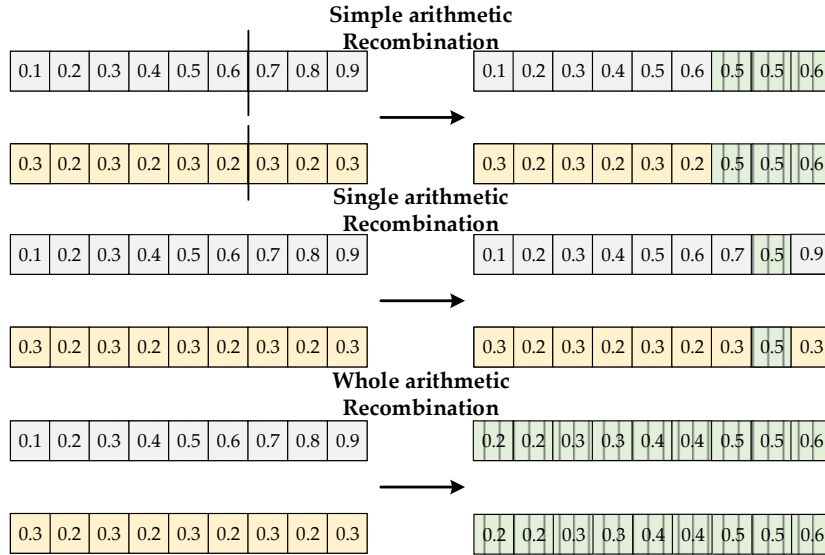 Simple arithmetic
Recombination
0.1 0.2 0.3 0.4 0.5 0.6 0.7 0.8 0.9
0.1 0.2 0.3 0.4 0.5 0.6 0.5 0.5 0.6
0.3 0.2 0.3 0.2 0.3 0.2 0.3 0.2 0.3
0.3 0.2 0.3 0.2 0.3 0.2 0.5 0.5 0.6
Single arithmetic
Recombination
0.1 0.2 0.3 0.4 0.5 0.6 0.7 0.8 0.9
0.1 0.2 0.3 0.4 0.5 0.6 0.7 0.5 0.9
0.3 0.2 0.3 0.2 0.3 0.2 0.3 0.2 0.3
0.3 0.2 0.3 0.2 0.3 0.2 0.3 0.5 0.3
Whole arithmetic
Recombination
0.1 0.2 0.3 0.4 0.5 0.6 0.7 0.8 0.9
0.2 0.2 0.3 0.3 0.4 0.4 0.5 0.5 0.6
0.3 0.2 0.3 0.2 0.3 0.2 0.3 0.2 0.3
0.2 0.2 0.3 0.3 0.4 0.4 0.5 0.5 0.6